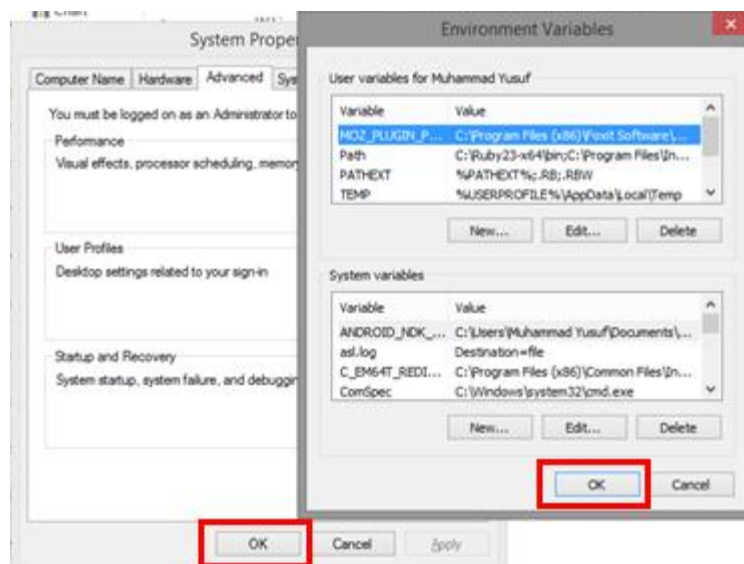 Chart
System Proper
Computer Name Hardware Advanced Sys
You must be logged on as an Administrator to
Performance
Visual effects, processor scheduling, memory
User Profiles
Desktop settings related to your sign-in
Startup and Recovery
System startup, system failure, and debuggin
OK Cancel Apply
Environment Variables
User variables for Muhammad Yusuf
Variable Value
MOZ_PLUGIN_P... C:\Program Files (x86)\Foxit Software\...
Path C:\Ruby23-x64\bin;C:\Program Files\In...
PATHEXT %PATHEXT%;.RB;.RBW
TEMP %USERPROFILE%\AppData\Local\Temp
New... Edit... Delete
System variables
Variable Value
ANDROID_NDK_... C:\Users\Muhammad Yusuf\Documents\...
asl.log Destination=file
C_EM64T_REDI... C:\Program Files (x86)\Common Files\In...
ComSpec C:\Windows\system32\cmd.exe
New... Edit... Delete
OK Cancel